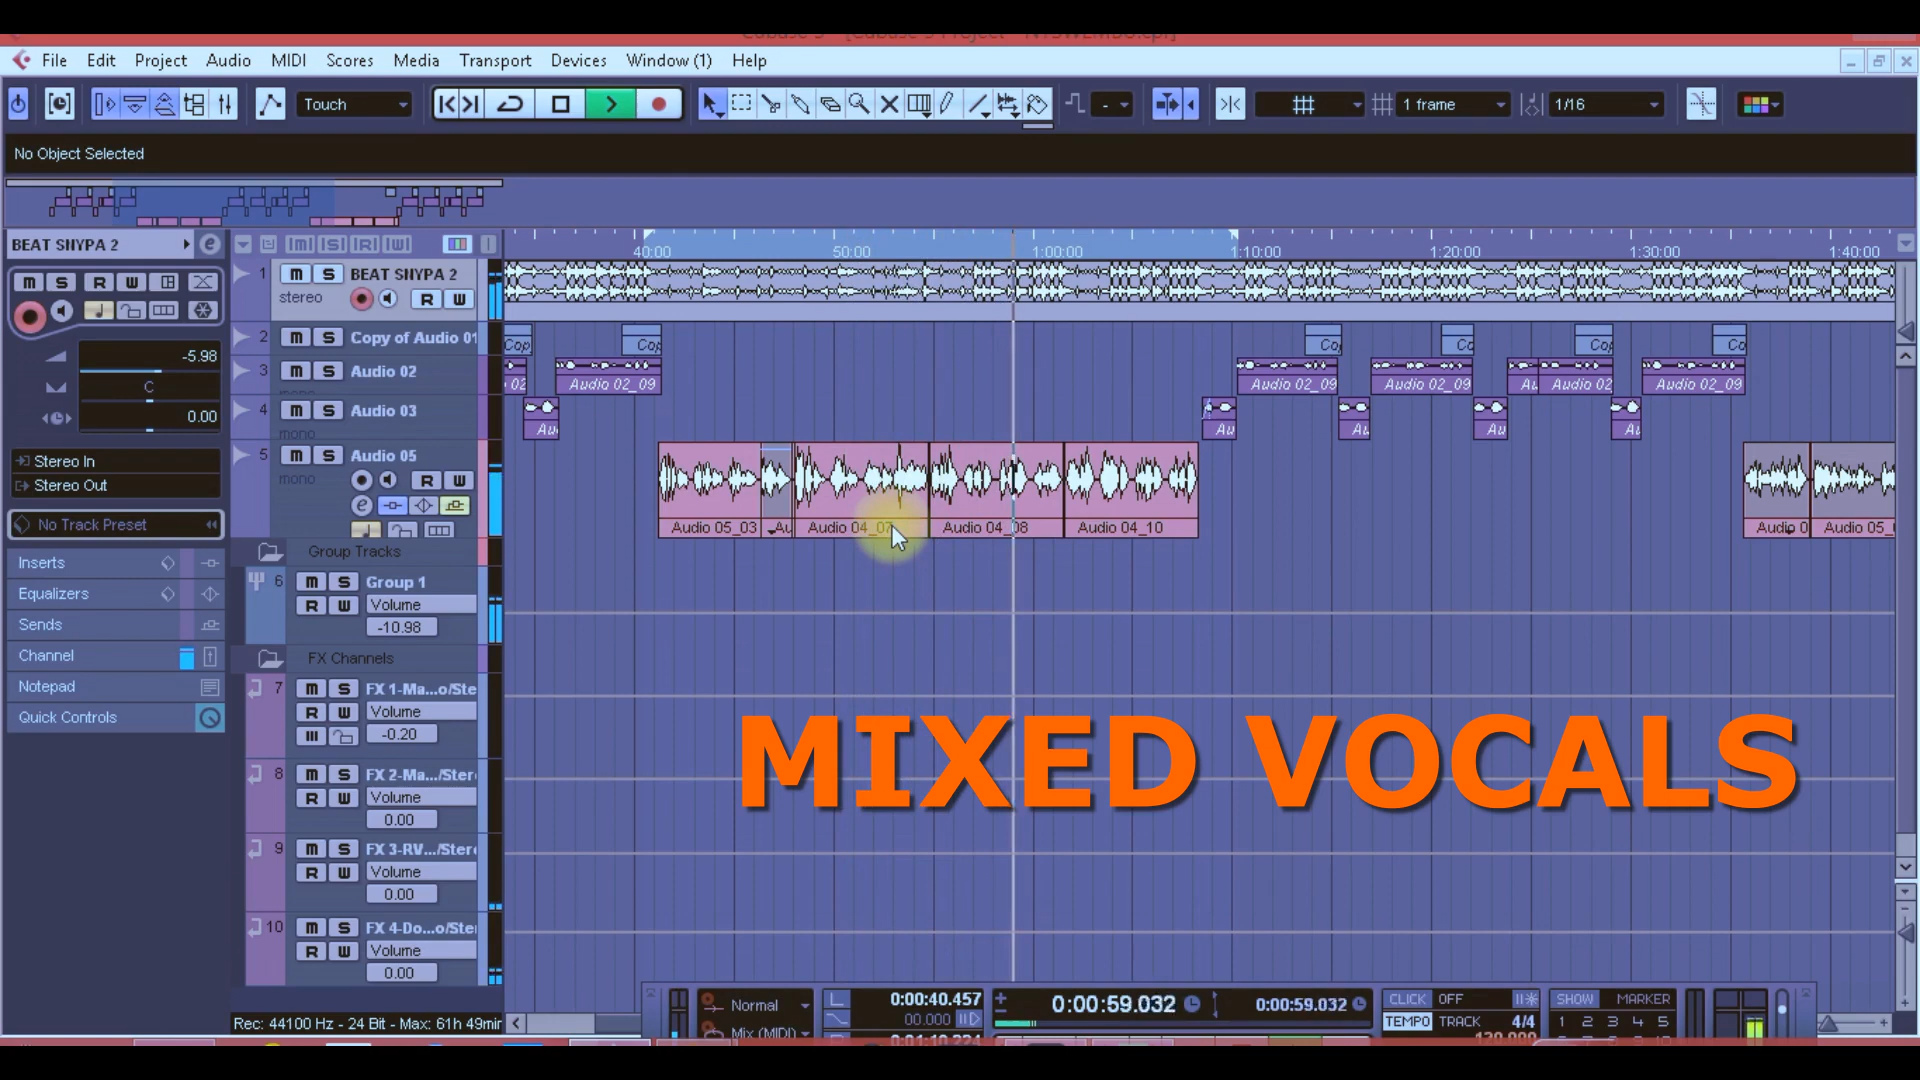 File Edit Project Audio MIDI Scores Media Transport Devices Window (1) Help
Touch
1 frame
1/16
No Object Selected
BEAT SNYPA 2
M S R W
-5.98
C
0.00
Stereo In
Stereo Out
No Track Preset
Inserts
Equalizers
Sends
Channel
Notepad
Quick Controls
40:00 50:00 1:00:00 1:10:00 1:20:00 1:30:00 1:40:00
1 M S BEAT SNYPA 2
stereo R W
2 M S Copy of Audio 01
3 M S Audio 02
4 M S Audio 03
mono
5 M S Audio 05
mono R W
Audio 02_09 Audio 02_09 Audio 02_09 Audio 02 Audio 02_09
Audio 05_03 Audio 04_07 Audio 04_08 Audio 04_10
Group Tracks
6 M S Group 1
R W Volume
-10.98
FX Channels
7 M S FX 1-Ma...o/Ste
R W Volume
-0.20
8 M S FX 2-Ma.../Ster
R W Volume
0.00
9 M S FX 3-RV.../Ster
R W Volume
0.00
10 M S FX 4-Do...o/Ste
R W Volume
0.00
MIXED VOCALS
Rec: 44100 Hz - 24 Bit - Max: 61h 49min
Normal
Mix (MIDI)
0:00:40.457
00.000
0:00:59.032
0:00:59.032
CLICK OFF
TEMPO TRACK 4/4
SHOW MARKER
1 2 3 4 5